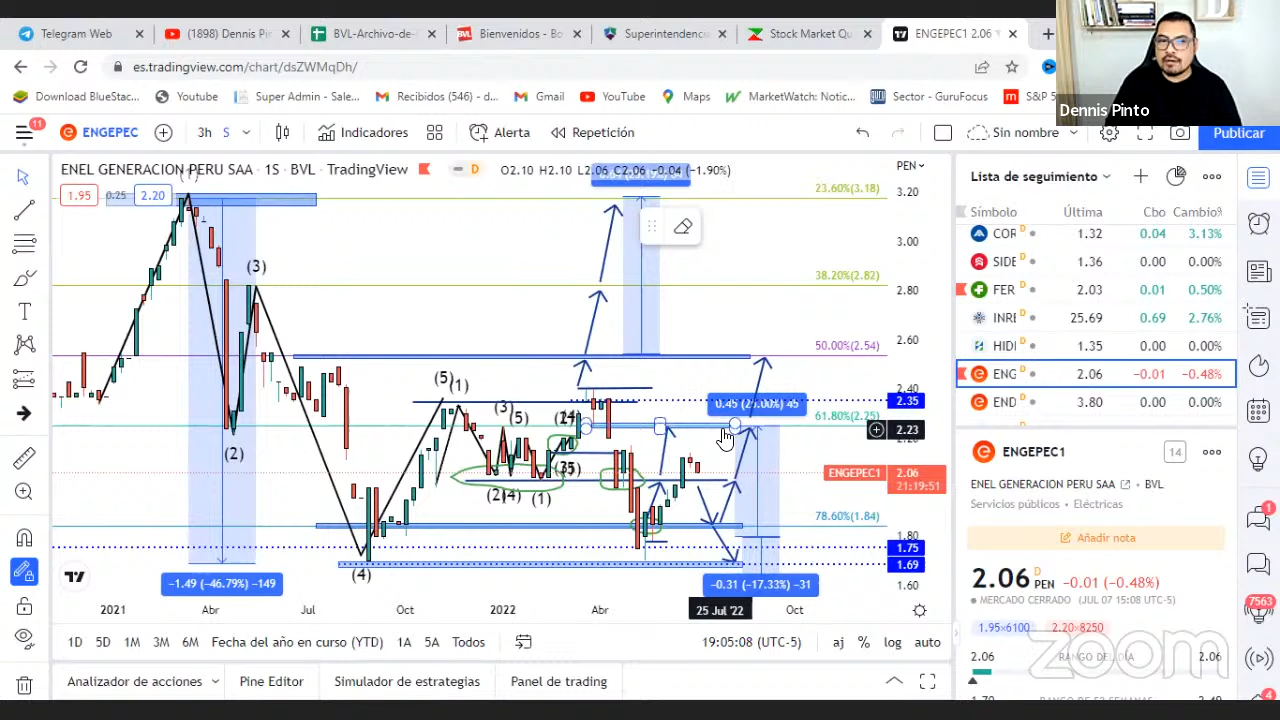 Telegram Web
(1898) Dennis P
BVL-Archiv
Bienvenidos - Bo
Superintendenc
Stock Market Qu
ENGEPEC1 2.06
es.tradingview.com/chart/dsZWMqDh/
Download BlueStac...
Youtube
Super Admin - Sale...
Recibidos (546) - d...
Gmail
YouTube
Maps
MarketWatch: Notic...
Sector - GuruFocus
S&P 5
Dennis Pinto
11
ENGEPEC
3h
S
Indicadores
Alerta
Repetición
Sin nombre
Publicar
ENEL GENERACION PERU SAA · 1S · BVL · TradingView
D
O2.10 H2.10 L2.06 C2.06 −0.04 (−1.90%)
PEN
1.95
0.25
2.20
23.60%(3.18)
3.20
3.00
38.20%(2.82)
2.80
2.60
50.00%(2.54)
2.40
2.35
0.45 (25.00%) 45
61.80%(2.25)
2.23
ENGEPEC1
2.06
21:19:51
78.60%(1.84)
1.80
1.75
1.69
1.60
(3)
(2)
(4)
(5)
(1)
(3)
(5)
(1)
−1.49 (−46.79%) −149
−0.31 (−17.33%) −31
2021
Abr
Jul
Oct
2022
Abr
25 Jul '22
Oct
1D
5D
1M
3M
6M
Fecha del año en curso (YTD)
1A
5A
Todos
19:05:08 (UTC-5)
aj
%
log
auto
Analizador de acciones
Pine Editor
Simulador de estrategias
Panel de trading
Lista de seguimiento
Símbolo
Última
Cbo
Cambio%
COR D 1.32 0.04 3.13%
SIDE 1.36 0.00 0.00%
FER D 2.03 0.01 0.50%
INRE 25.69 0.69 2.76%
HIDI 1.35 0.00 0.00%
ENG D 2.06 −0.01 −0.48%
END D 3.80 0.00 0.00%
ENGEPEC1
14
ENEL GENERACION PERU SAA
BVL
Servicios públicos · Eléctricas
Añadir nota
2.06 D PEN −0.01 (−0.48%)
MERCADO CERRADO (JUL 07 15:08 UTC-5)
1.95×6100
2.20×8250
2.06
RANGO DEL DÍA
2.06
RANGO DE 52 SEMANAS
zoom
1
7563
4